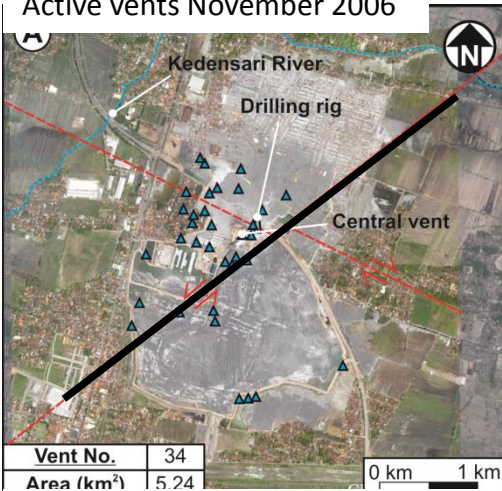 Active vents November 2006
A
N
Kedensari River
Drilling rig
Central vent
Vent No. 34
Area (km²) 5.24
0 km 1 km